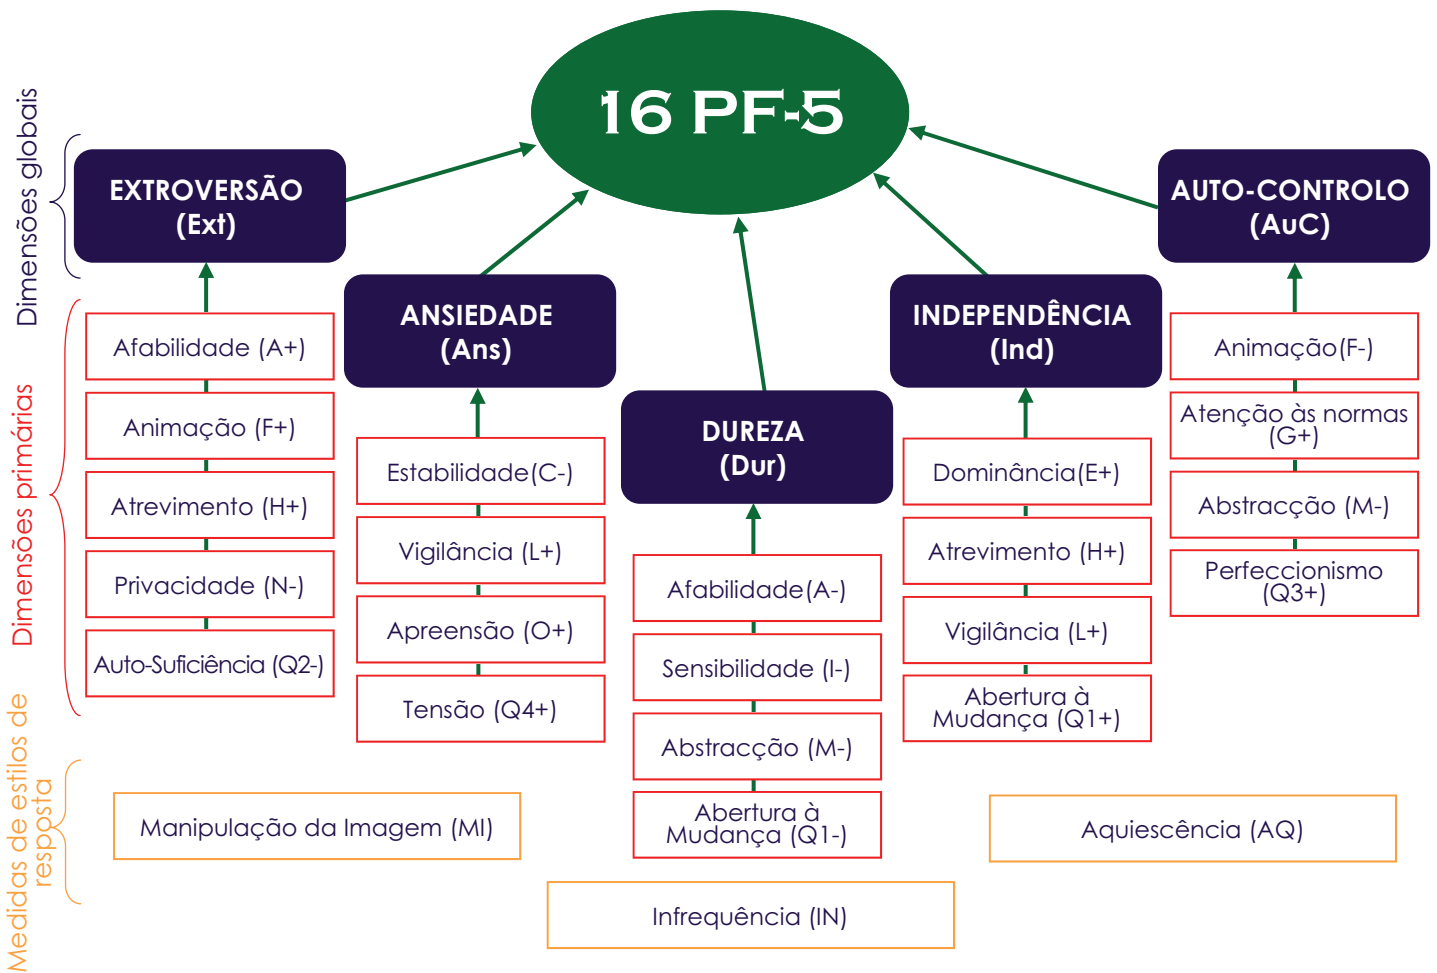 16 PF-5
Dimensões globais
EXTROVERSÃO
(Ext)
ANSIEDADE
(Ans)
DUREZA
(Dur)
INDEPENDÊNCIA
(Ind)
AUTO-CONTROLO
(AuC)
Dimensões primárias
Afabilidade (A+)
Animação (F+)
Atrevimento (H+)
Privacidade (N-)
Auto-Suficiência (Q2-)
Estabilidade(C-)
Vigilância (L+)
Apreensão (O+)
Tensão (Q4+)
Afabilidade(A-)
Sensibilidade (I-)
Abstracção (M-)
Abertura à
Mudança (Q1-)
Dominância(E+)
Atrevimento (H+)
Vigilância (L+)
Abertura à
Mudança (Q1+)
Animação(F-)
Atenção às normas
(G+)
Abstracção (M-)
Perfeccionismo
(Q3+)
Medidas de estilos de
resposta
Manipulação da Imagem (MI)
Infrequência (IN)
Aquiescência (AQ)